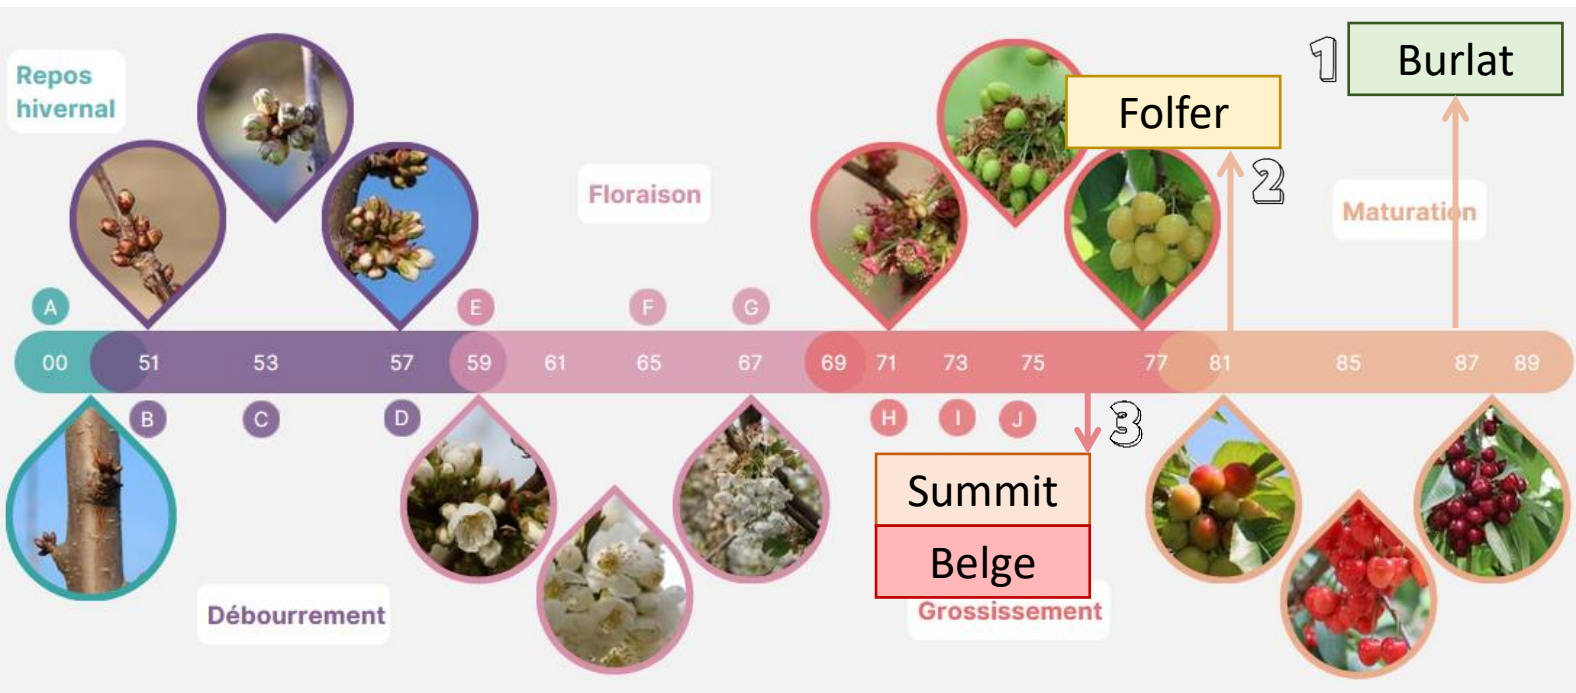 Repos
hivernal
Floraison
Folfer
2
1
Burlat
Maturation
A
E
F
G
00
51
53
57
59
61
65
67
69
71
73
75
77
81
85
87
89
B
C
D
H
I
J
3
Summit
Belge
Débourrement
Grossissement